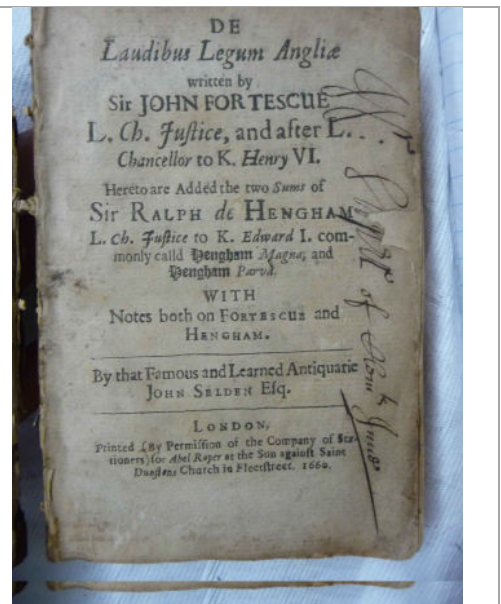 DE
Laudibus Legum Angliæ
written by
Sir JOHN FORTESCUE
L. Ch. Juſtice, and after L.
Chancellor to K. Henry VI.
Hereto are Added the two Sums of
Sir RALPH de HENGHAM
L. Ch. Juſtice to K. Edward I. com-
monly calld Hengham Magna, and
Hengham Parva.
WITH
Notes both on FORTESCUE and
HENGHAM.
By that Famous and Learned Antiquarie
JOHN SELDEN Eſq.
LONDON,
Printed (By Permiſſion of the Company of Sta-
tioners) for Abel Roper at the Sun againſt Saint
Dunſtans Church in Fleetſtreet. 1660.
of